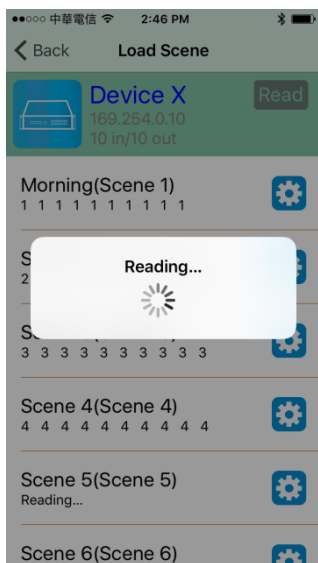 中華電信 2:46 PM
Back Load Scene
Device X
Read
169.254.0.10
10 in/10 out
Morning(Scene 1)
1 1 1 1 1 1 1 1 1 1
2
Reading...
3 3 3 3 3 3 3 3 3 3
Scene 4(Scene 4)
4 4 4 4 4 4 4 4 4 4
Scene 5(Scene 5)
Reading...
Scene 6(Scene 6)